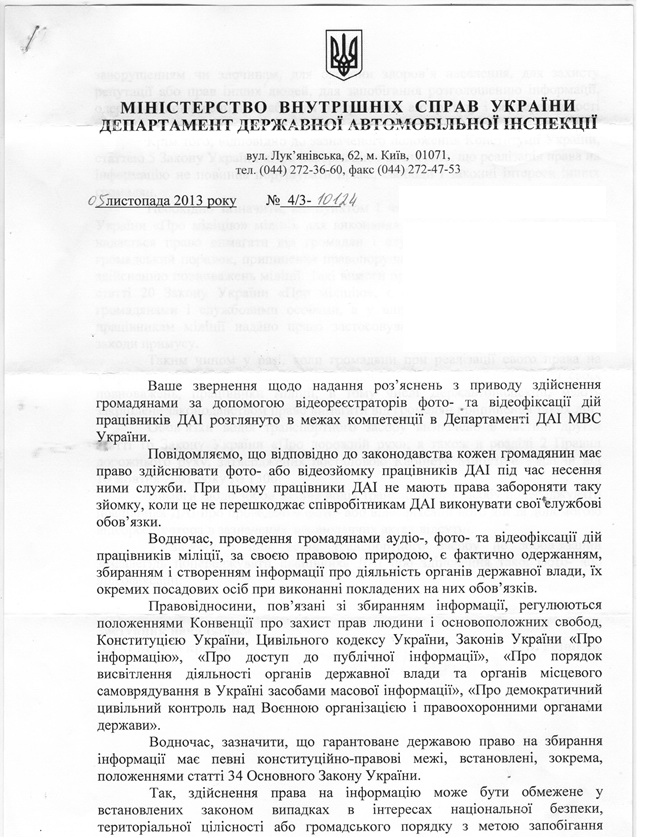 МІНІСТЕРСТВО ВНУТРІШНІХ СПРАВ УКРАЇНИ
ДЕПАРТАМЕНТ ДЕРЖАВНОЇ АВТОМОБІЛЬНОЇ ІНСПЕКЦІЇ
вул. Лук'янівська, 62, м. Київ, 01071,
тел. (044) 272-36-60, факс (044) 272-47-53
05 листопада 2013 року № 4/3- 10124
Ваше звернення щодо надання роз'яснень з приводу здійснення
громадянами за допомогою відеореєстраторів фото- та відеофіксації дій
працівників ДАІ розглянуто в межах компетенції в Департаменті ДАІ МВС
України.
Повідомляємо, що відповідно до законодавства кожен громадянин має
право здійснювати фото- або відеозйомку працівників ДАІ під час несення
ними служби. При цьому працівники ДАІ не мають права забороняти таку
зйомку, коли це не перешкоджає співробітникам ДАІ виконувати свої службові
обов'язки.
Водночас, проведення громадянами аудіо-, фото- та відеофіксації дій
працівників міліції, за своєю правовою природою, є фактично одержанням,
збиранням і створенням інформації про діяльність органів державної влади, їх
окремих посадових осіб при виконанні покладених на них обов'язків.
Правовідносини, пов'язані зі збиранням інформації, регулюються
положеннями Конвенції про захист прав людини і основоположних свобод,
Конституцією України, Цивільного кодексу України, Законів України «Про
інформацію», «Про доступ до публічної інформації», «Про порядок
висвітлення діяльності органів державної влади та органів місцевого
самоврядування в Україні засобами масової інформації», «Про демократичний
цивільний контроль над Воєнною організацією і правоохоронними органами
держави».
Водночас, зазначити, що гарантоване державою право на збирання
інформації має певні конституційно-правові межі, встановлені, зокрема,
положеннями статті 34 Основного Закону України.
Так, здійснення права на інформацію може бути обмежене у
встановлених законом випадках в інтересах національної безпеки,
територіальної цілісності або громадського порядку з метою запобігання